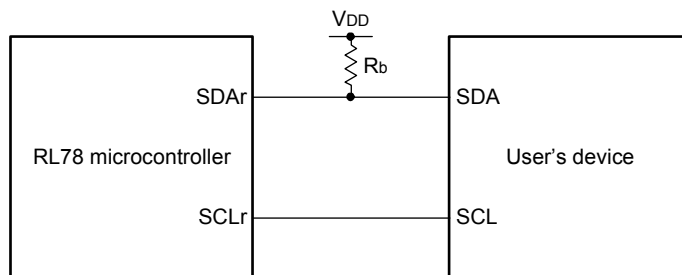 VDD
Rb
SDAr
SDA
RL78 microcontroller
User's device
SCLr
SCL